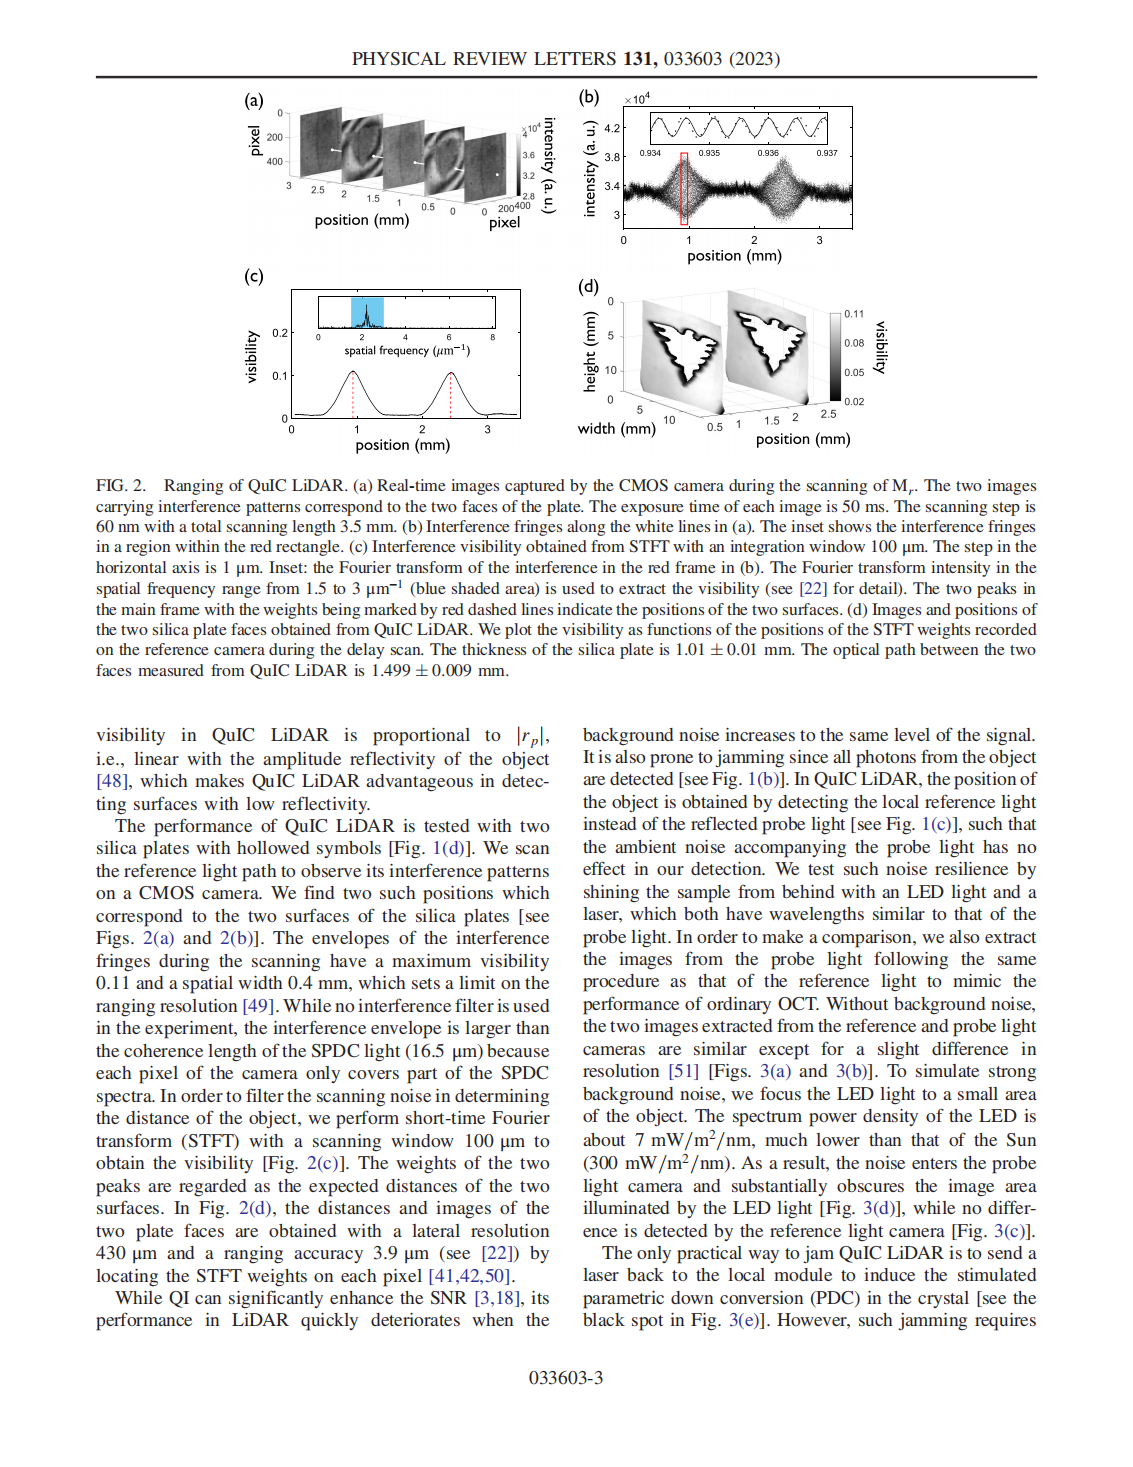 PHYSICAL REVIEW LETTERS 131, 033603 (2023)
(a)
0
200
400
pixel
3
2.5
2
1.5
1
0.5
0
position (mm)
0
200
400
pixel
×10⁴
4
3.6
3.2
2.8
intensity (a. u.)
(b)
×10⁴
4.2
3.8
3.4
3
intensity (a. u.)
0.934
0.935
0.936
0.937
0
1
2
3
position (mm)
(c)
0.2
0.1
0
visibility
0
2
4
6
8
spatial frequency (μm⁻¹)
0
1
2
3
position (mm)
(d)
0
5
10
height (mm)
0
5
10
width (mm)
0.5
1
1.5
2
2.5
position (mm)
0.11
0.08
0.05
0.02
visibility
FIG. 2. Ranging of QuIC LiDAR. (a) Real-time images captured by the CMOS camera during the scanning of Mᵣ. The two images
carrying interference patterns correspond to the two faces of the plate. The exposure time of each image is 50 ms. The scanning step is
60 nm with a total scanning length 3.5 mm. (b) Interference fringes along the white lines in (a). The inset shows the interference fringes
in a region within the red rectangle. (c) Interference visibility obtained from STFT with an integration window 100 μm. The step in the
horizontal axis is 1 μm. Inset: the Fourier transform of the interference in the red frame in (b). The Fourier transform intensity in the
spatial frequency range from 1.5 to 3 μm⁻¹ (blue shaded area) is used to extract the visibility (see [22] for detail). The two peaks in
the main frame with the weights being marked by red dashed lines indicate the positions of the two surfaces. (d) Images and positions of
the two silica plate faces obtained from QuIC LiDAR. We plot the visibility as functions of the positions of the STFT weights recorded
on the reference camera during the delay scan. The thickness of the silica plate is 1.01 ± 0.01 mm. The optical path between the two
faces measured from QuIC LiDAR is 1.499 ± 0.009 mm.
visibility in QuIC LiDAR is proportional to |rₚ|,
i.e., linear with the amplitude reflectivity of the object
[48], which makes QuIC LiDAR advantageous in detec-
ting surfaces with low reflectivity.
The performance of QuIC LiDAR is tested with two
silica plates with hollowed symbols [Fig. 1(d)]. We scan
the reference light path to observe its interference patterns
on a CMOS camera. We find two such positions which
correspond to the two surfaces of the silica plates [see
Figs. 2(a) and 2(b)]. The envelopes of the interference
fringes during the scanning have a maximum visibility
0.11 and a spatial width 0.4 mm, which sets a limit on the
ranging resolution [49]. While no interference filter is used
in the experiment, the interference envelope is larger than
the coherence length of the SPDC light (16.5 μm) because
each pixel of the camera only covers part of the SPDC
spectra. In order to filter the scanning noise in determining
the distance of the object, we perform short-time Fourier
transform (STFT) with a scanning window 100 μm to
obtain the visibility [Fig. 2(c)]. The weights of the two
peaks are regarded as the expected distances of the two
surfaces. In Fig. 2(d), the distances and images of the
two plate faces are obtained with a lateral resolution
430 μm and a ranging accuracy 3.9 μm (see [22]) by
locating the STFT weights on each pixel [41,42,50].
While QI can significantly enhance the SNR [3,18], its
performance in LiDAR quickly deteriorates when the
background noise increases to the same level of the signal.
It is also prone to jamming since all photons from the object
are detected [see Fig. 1(b)]. In QuIC LiDAR, the position of
the object is obtained by detecting the local reference light
instead of the reflected probe light [see Fig. 1(c)], such that
the ambient noise accompanying the probe light has no
effect in our detection. We test such noise resilience by
shining the sample from behind with an LED light and a
laser, which both have wavelengths similar to that of the
probe light. In order to make a comparison, we also extract
the images from the probe light following the same
procedure as that of the reference light to mimic the
performance of ordinary OCT. Without background noise,
the two images extracted from the reference and probe light
cameras are similar except for a slight difference in
resolution [51] [Figs. 3(a) and 3(b)]. To simulate strong
background noise, we focus the LED light to a small area
of the object. The spectrum power density of the LED is
about 7 mW/m²/nm, much lower than that of the Sun
(300 mW/m²/nm). As a result, the noise enters the probe
light camera and substantially obscures the image area
illuminated by the LED light [Fig. 3(d)], while no differ-
ence is detected by the reference light camera [Fig. 3(c)].
The only practical way to jam QuIC LiDAR is to send a
laser back to the local module to induce the stimulated
parametric down conversion (PDC) in the crystal [see the
black spot in Fig. 3(e)]. However, such jamming requires
033603-3